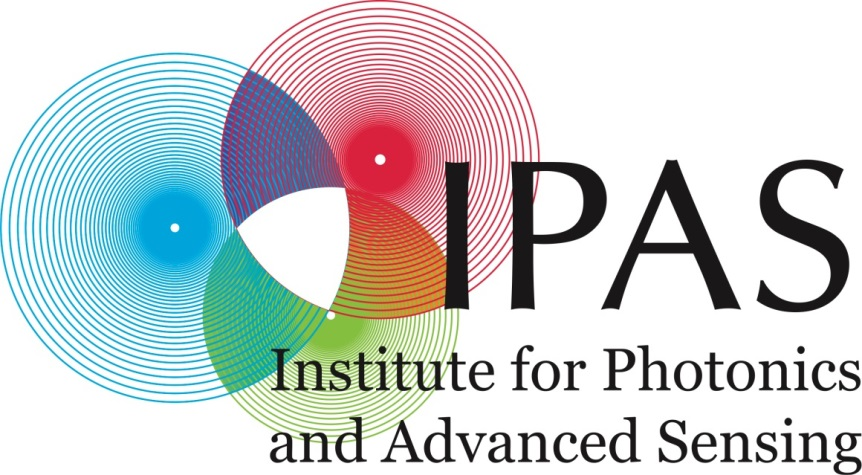 IPAS
Institute for Photonics
and Advanced Sensing